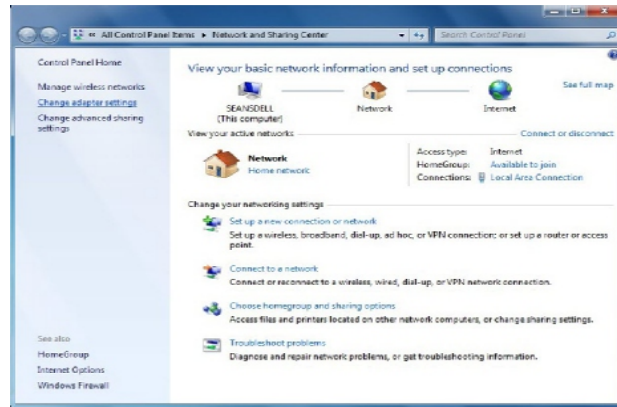 « All Control Panel Items ▸ Network and Sharing Center
Search Control Panel
Control Panel Home
Manage wireless networks
Change adapter settings
Change advanced sharing
settings
View your basic network information and set up connections
See full map
SEANSDELL
(This computer)
Network
Internet
View your active networks
Connect or disconnect
Network
Home network
Access type: Internet
HomeGroup: Available to join
Connections: Local Area Connection
Change your networking settings
Set up a new connection or network
Set up a wireless, broadband, dial-up, ad hoc, or VPN connection; or set up a router or access
point.
Connect to a network
Connect or reconnect to a wireless, wired, dial-up, or VPN network connection.
Choose homegroup and sharing options
Access files and printers located on other network computers, or change sharing settings.
Troubleshoot problems
Diagnose and repair network problems, or get troubleshooting information.
See also
HomeGroup
Internet Options
Windows Firewall